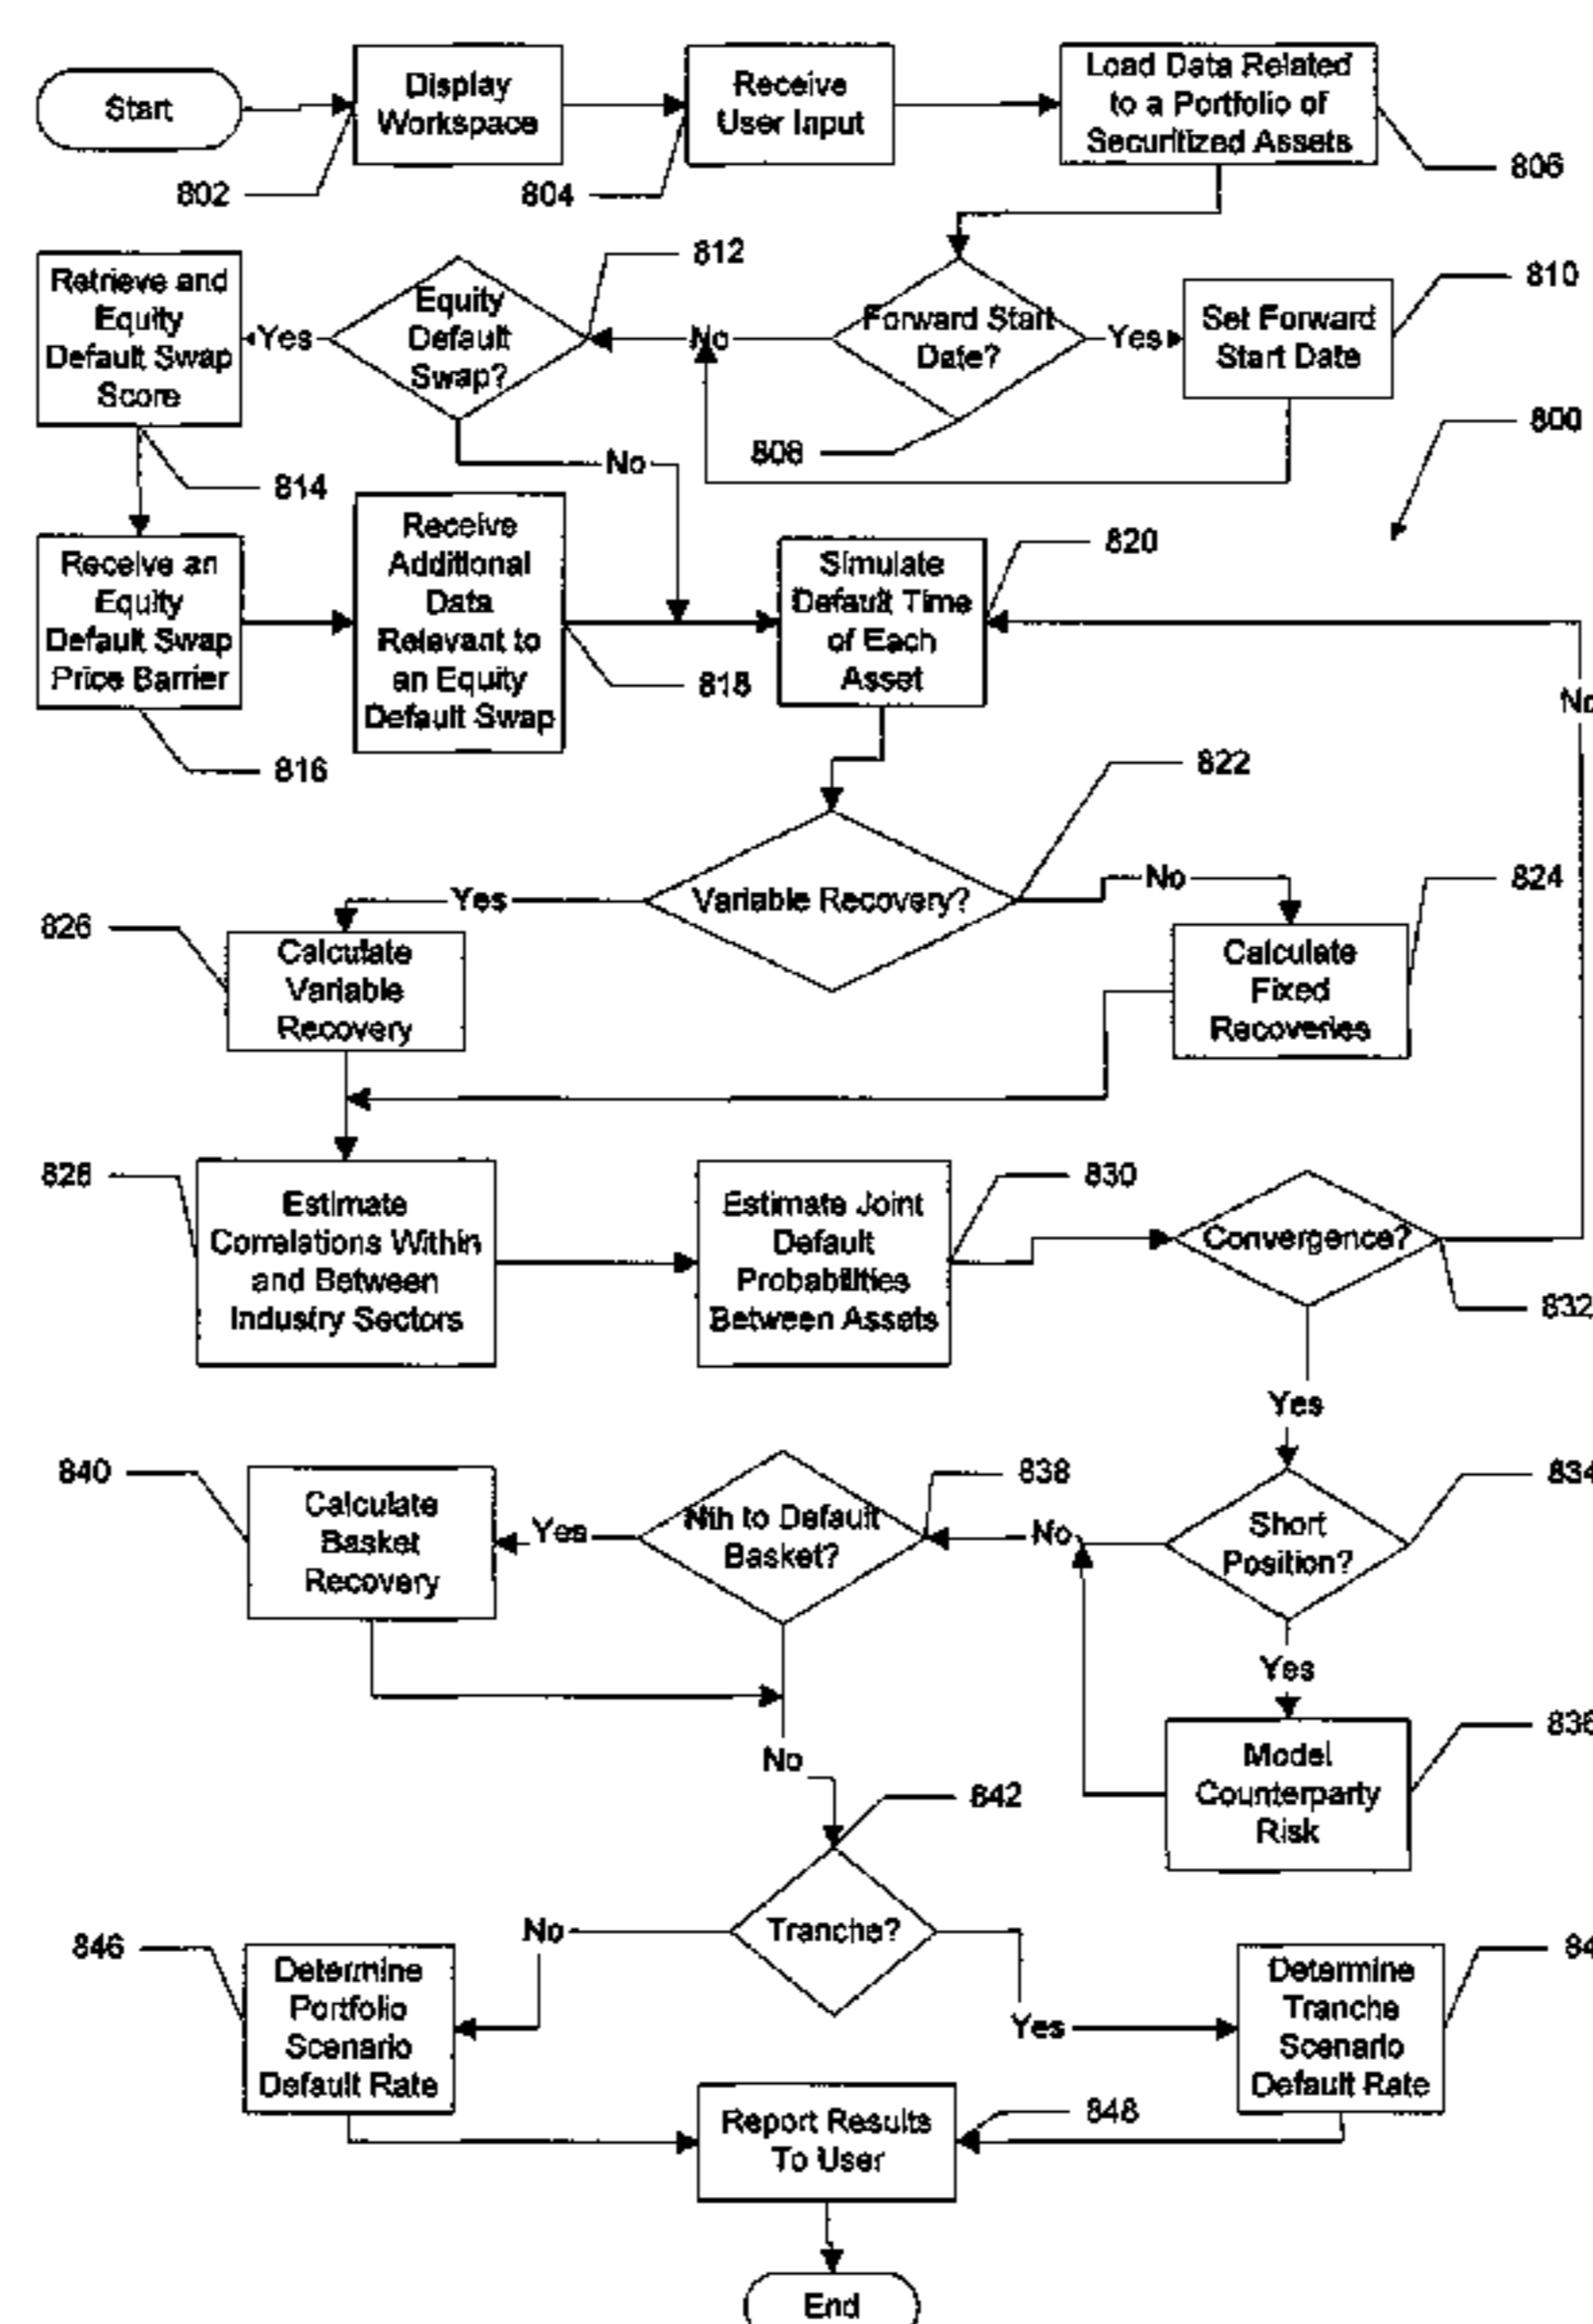 Start
Display
Workspace
Receive
User Input
Load Data Related
to a Portfolio of
Securitized Assets
802
804
806
Retrieve and
Equity
Default Swap
Score
Yes
Equity
Default
Swap?
812
No
Forward Start
Date?
Yes
Set Forward
Start Date
810
800
808
No
814
Receive an
Equity
Default Swap
Price Barrier
Receive
Additional
Data
Relevant to
an Equity
Default Swap
Simulate
Default Time
of Each
Asset
820
818
816
No
822
Variable Recovery?
Yes
No
824
826
Calculate
Variable
Recovery
Calculate
Fixed
Recoveries
828
Estimate
Correlations Within
and Between
Industry Sectors
Estimate Joint
Default
Probabilities
Between Assets
830
Convergence?
832
Yes
840
Calculate
Basket
Recovery
Yes
Nth to Default
Basket?
838
No
Short
Position?
834
Yes
Model
Counterparty
Risk
836
No
842
Tranche?
No
Yes
846
Determine
Portfolio
Scenario
Default Rate
Determine
Tranche
Scenario
Default Rate
84
Report Results
To User
848
End